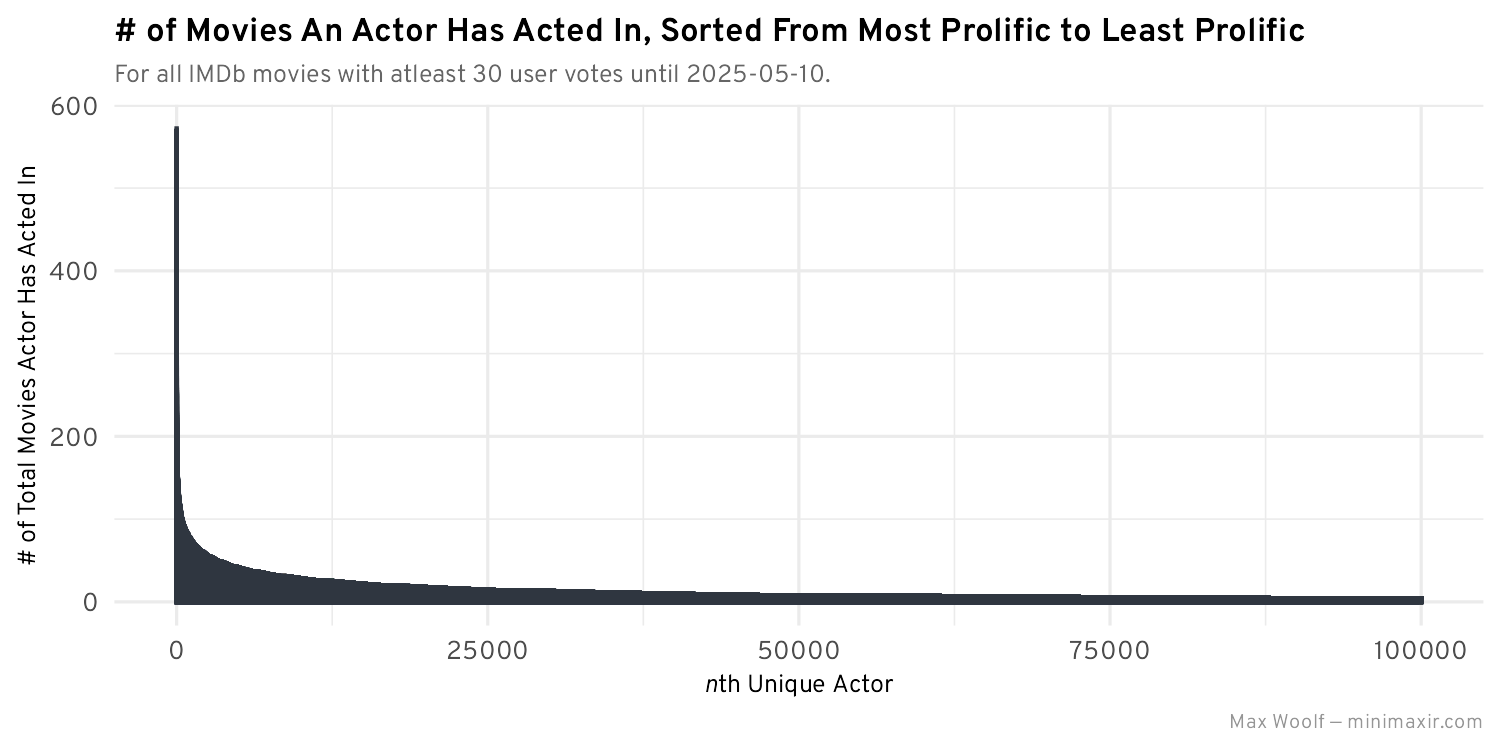 # of Movies An Actor Has Acted In, Sorted From Most Prolific to Least Prolific
For all IMDb movies with atleast 30 user votes until 2025-05-10.
# of Total Movies Actor Has Acted In
600
400
200
0
0 25000 50000 75000 100000
nth Unique Actor
Max Woolf — minimaxir.com